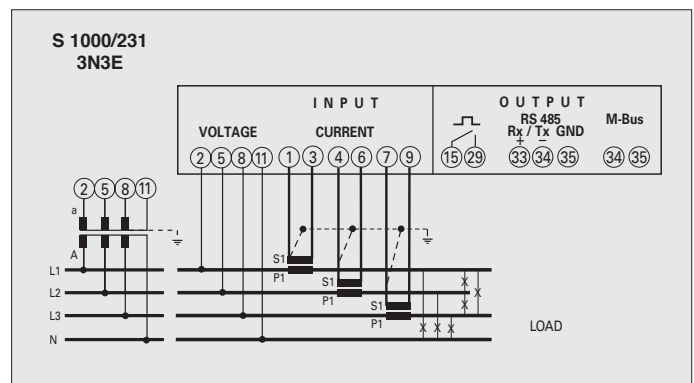 S 1000/231
3N3E
INPUT
OUTPUT
VOLTAGE
CURRENT
RS 485
Rx / Tx GND
+ −
M-Bus
2 5 8 11 1 3 4 6 7 9 15 29 33 34 35 34 35
2 5 8 11
a
A
S1
P1
S1
P1
S1
P1
L1
L2
L3
N
LOAD